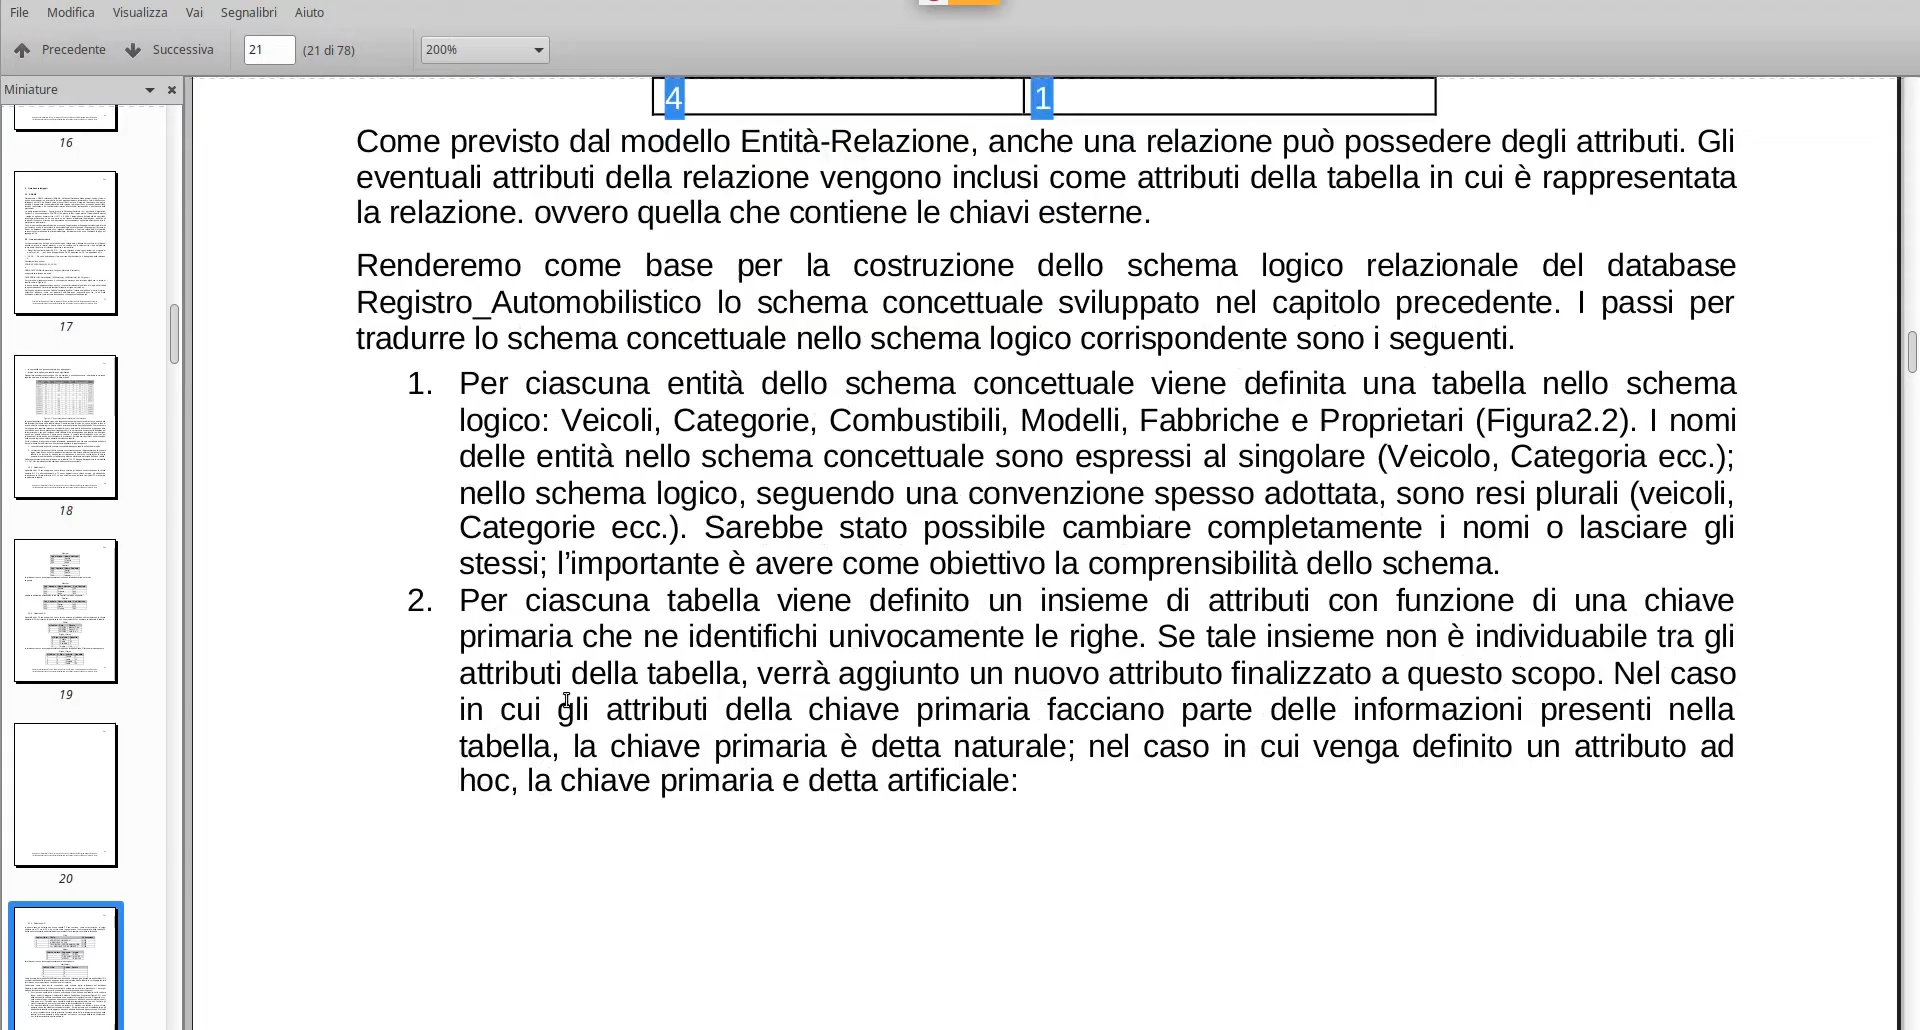 File Modifica Visualizza Vai Segnalibri Aiuto
Precedente Successiva 21 (21 di 78) 200%
Miniature
16
17
18
19
20
4 1
Come previsto dal modello Entità-Relazione, anche una relazione può possedere degli attributi. Gli
eventuali attributi della relazione vengono inclusi come attributi della tabella in cui è rappresentata
la relazione. ovvero quella che contiene le chiavi esterne.
Renderemo come base per la costruzione dello schema logico relazionale del database
Registro_Automobilistico lo schema concettuale sviluppato nel capitolo precedente. I passi per
tradurre lo schema concettuale nello schema logico corrispondente sono i seguenti.
1. Per ciascuna entità dello schema concettuale viene definita una tabella nello schema
logico: Veicoli, Categorie, Combustibili, Modelli, Fabbriche e Proprietari (Figura2.2). I nomi
delle entità nello schema concettuale sono espressi al singolare (Veicolo, Categoria ecc.);
nello schema logico, seguendo una convenzione spesso adottata, sono resi plurali (veicoli,
Categorie ecc.). Sarebbe stato possibile cambiare completamente i nomi o lasciare gli
stessi; l’importante è avere come obiettivo la comprensibilità dello schema.
2. Per ciascuna tabella viene definito un insieme di attributi con funzione di una chiave
primaria che ne identifichi univocamente le righe. Se tale insieme non è individuabile tra gli
attributi della tabella, verrà aggiunto un nuovo attributo finalizzato a questo scopo. Nel caso
in cui gli attributi della chiave primaria facciano parte delle informazioni presenti nella
tabella, la chiave primaria è detta naturale; nel caso in cui venga definito un attributo ad
hoc, la chiave primaria e detta artificiale: